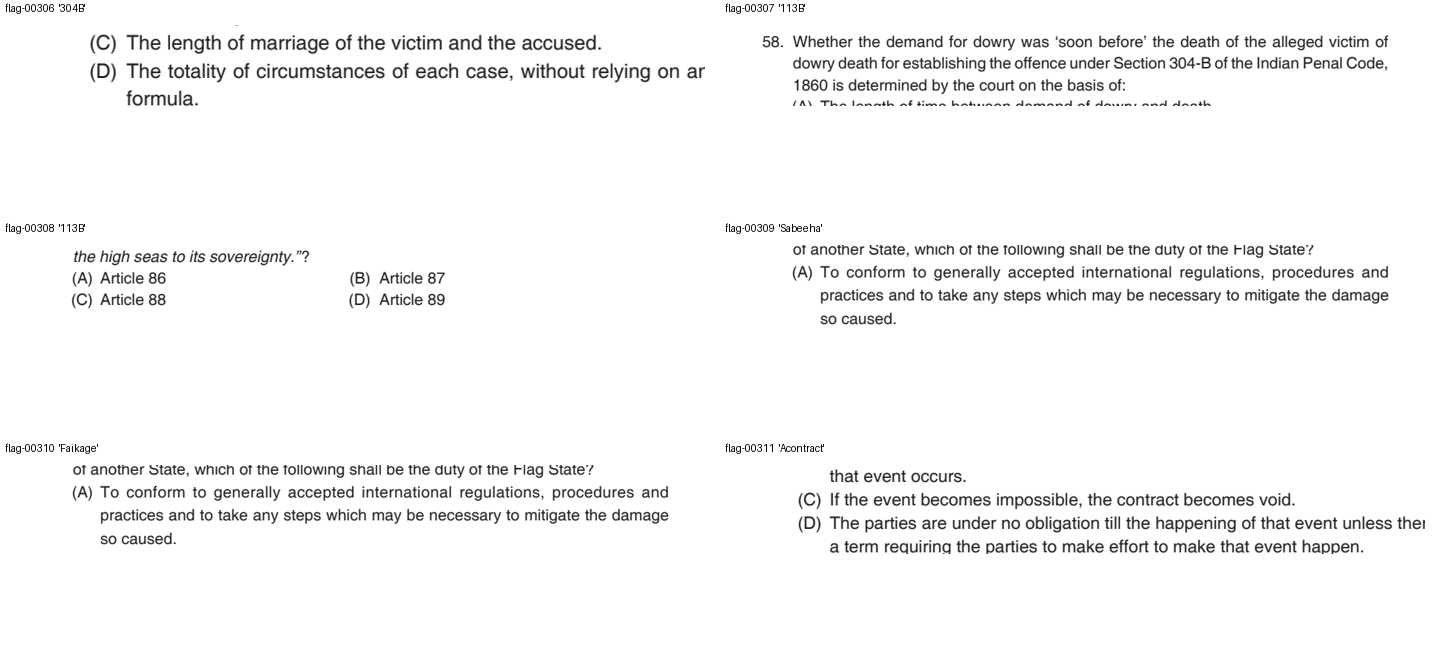 flag-00306 '304B'
(C) The length of marriage of the victim and the accused.
(D) The totality of circumstances of each case, without relying on
formula.
flag-00307 '113B'
58. Whether the demand for dowry was ‘soon before’ the death of the alleged victim of
dowry death for establishing the offence under Section 304-B of the Indian Penal Code,
1860 is determined by the court on the basis of:
(A) The length of time between demand of dowry and death
flag-00308 '113B'
the high seas to its sovereignty.”?
(A) Article 86
(B) Article 87
(C) Article 88
(D) Article 89
flag-00309 'Sabeeha'
of another State, which of the following shall be the duty of the Flag State?
(A) To conform to generally accepted international regulations, procedures and
practices and to take any steps which may be necessary to mitigate the damage
so caused.
flag-00310 'Faikage'
of another State, which of the following shall be the duty of the Flag State?
(A) To conform to generally accepted international regulations, procedures and
practices and to take any steps which may be necessary to mitigate the damage
so caused.
flag-00311 'Acontract'
that event occurs.
(C) If the event becomes impossible, the contract becomes void.
(D) The parties are under no obligation till the happening of that event unless
a term requiring the parties to make effort to make that event happen.